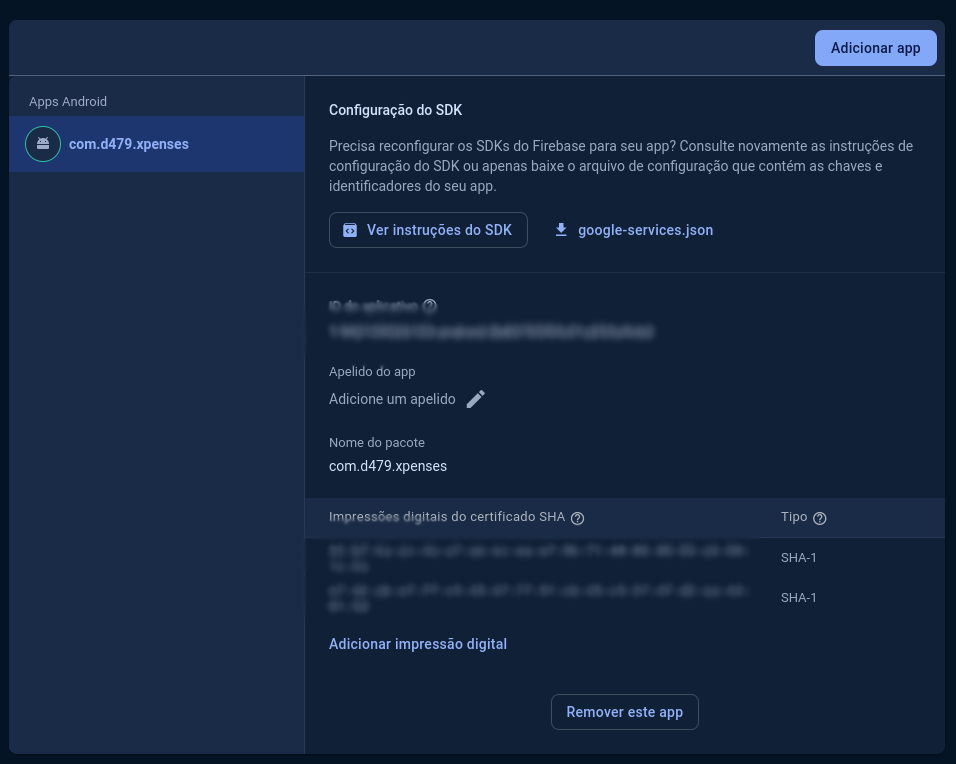 Adicionar app
Apps Android
com.d479.xpenses
Configuração do SDK
Precisa reconfigurar os SDKs do Firebase para seu app? Consulte novamente as instruções de
configuração do SDK ou apenas baixe o arquivo de configuração que contém as chaves e
identificadores do seu app.
Ver instruções do SDK
google-services.json
ID do aplicativo
Apelido do app
Adicione um apelido
Nome do pacote
com.d479.xpenses
Impressões digitais do certificado SHA
Tipo
SHA-1
SHA-1
Adicionar impressão digital
Remover este app